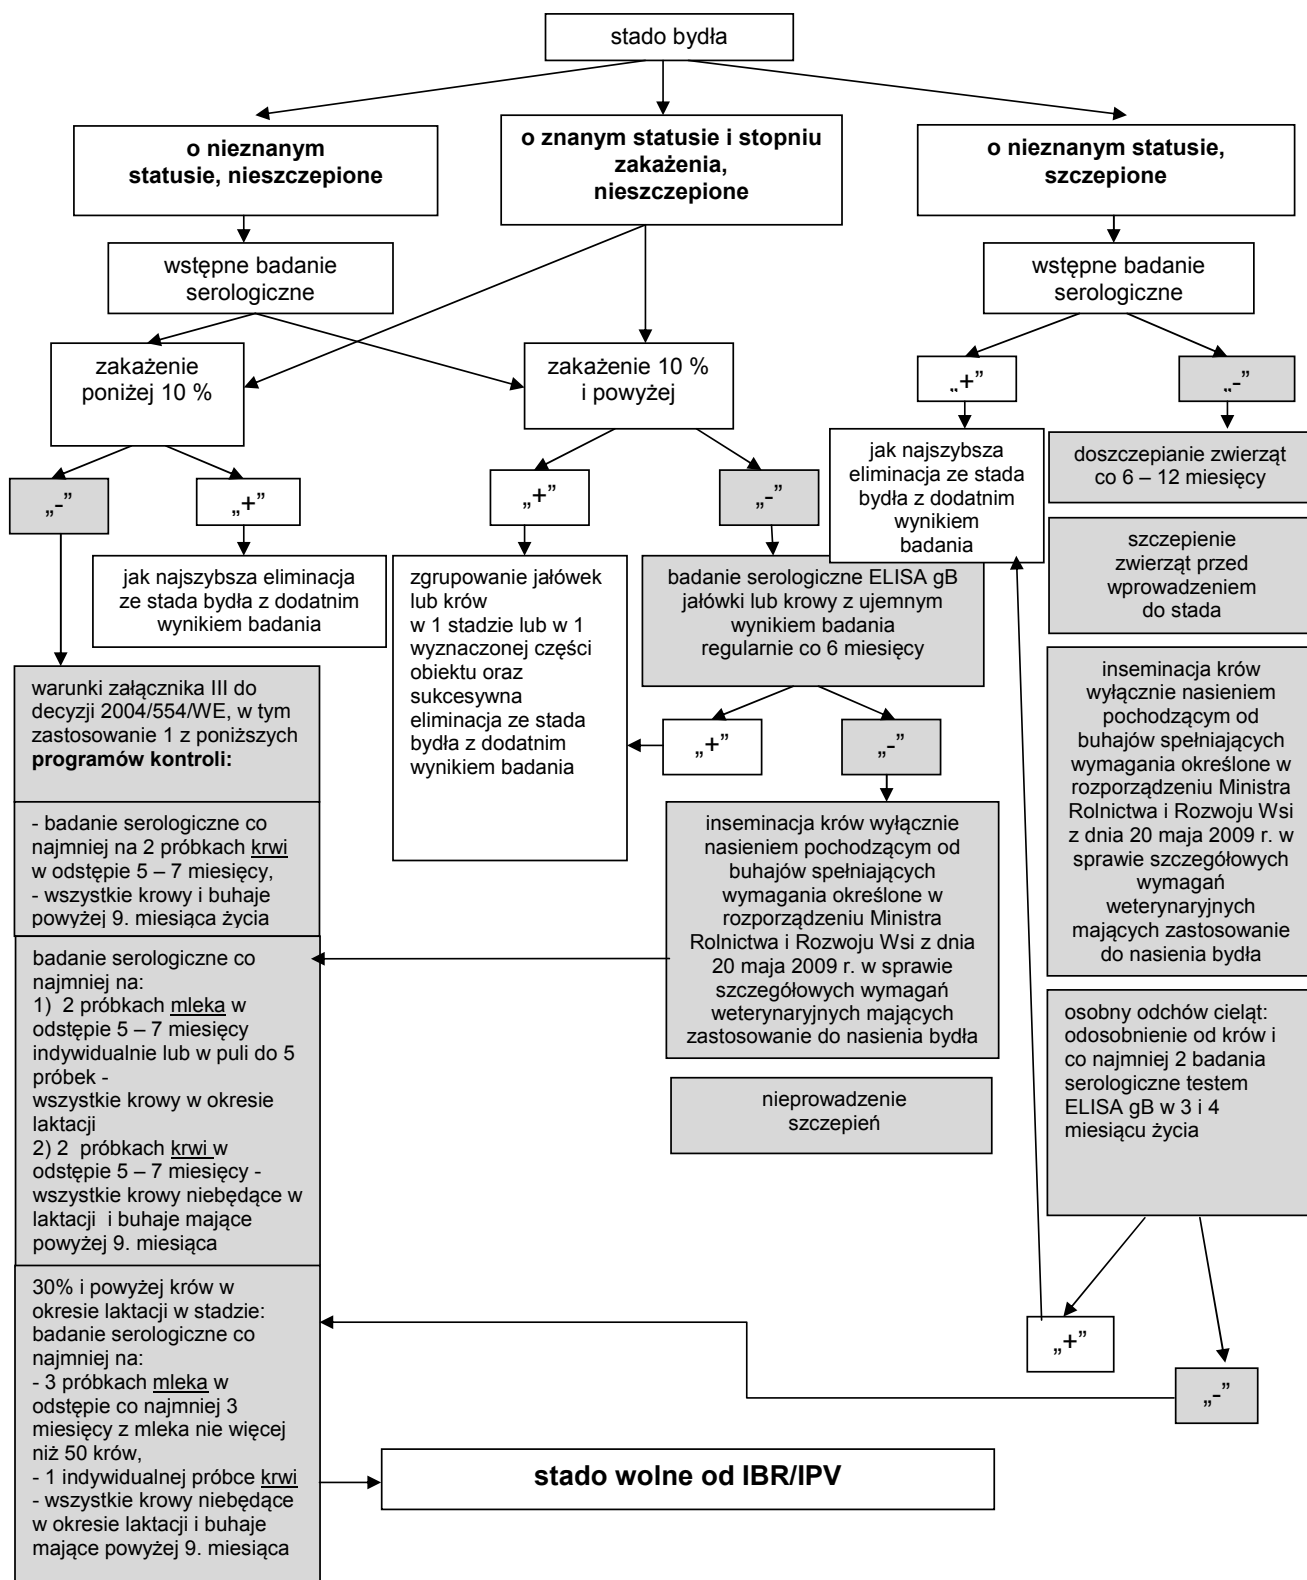 stado bydła
o nieznanym
statusie, nieszczepione
o znanym statusie i stopniu
zakażenia,
nieszczepione
o nieznanym statusie,
szczepione
wstępne badanie
serologiczne
wstępne badanie
serologiczne
zakażenie
poniżej 10 %
zakażenie 10 %
i powyżej
„+”
„-”
„-”
„+”
„+”
„-”
jak najszybsza
eliminacja ze stada
bydła z dodatnim
wynikiem
badania
doszczepianie zwierząt
co 6 – 12 miesięcy
jak najszybsza eliminacja
ze stada bydła z dodatnim
wynikiem badania
zgrupowanie jałówek
lub krów
w 1 stadzie lub w 1
wyznaczonej części
obiektu oraz
sukcesywna
eliminacja ze stada
bydła z dodatnim
wynikiem badania
badanie serologiczne ELISA gB
jałówki lub krowy z ujemnym
wynikiem badania
regularnie co 6 miesięcy
szczepienie
zwierząt przed
wprowadzeniem
do stada
warunki załącznika III do
decyzji 2004/554/WE, w tym
zastosowanie 1 z poniższych
programów kontroli:
„+”
„-”
inseminacja krów
wyłącznie nasieniem
pochodzącym od
buhajów spełniających
wymagania określone w
rozporządzeniu Ministra
Rolnictwa i Rozwoju Wsi
z dnia 20 maja 2009 r. w
sprawie szczegółowych
wymagań
weterynaryjnych
mających zastosowanie
do nasienia bydła
- badanie serologiczne co
najmniej na 2 próbkach krwi
w odstępie 5 – 7 miesięcy,
- wszystkie krowy i buhaje
powyżej 9. miesiąca życia
inseminacja krów wyłącznie
nasieniem pochodzącym od
buhajów spełniających
wymagania określone w
rozporządzeniu Ministra
Rolnictwa i Rozwoju Wsi z dnia
20 maja 2009 r. w sprawie
szczegółowych wymagań
weterynaryjnych mających
zastosowanie do nasienia bydła
badanie serologiczne co
najmniej na:
1) 2 próbkach mleka w
odstępie 5 – 7 miesięcy
indywidualnie lub w puli do 5
próbek -
wszystkie krowy w okresie
laktacji
2) 2 próbkach krwi w
odstępie 5 – 7 miesięcy -
wszystkie krowy niebędące w
laktacji i buhaje mające
powyżej 9. miesiąca
osobny odchów cieląt:
odosobnienie od krów i
co najmniej 2 badania
serologiczne testem
ELISA gB w 3 i 4
miesiącu życia
nieprowadzenie
szczepień
30% i powyżej krów w
okresie laktacji w stadzie:
badanie serologiczne co
najmniej na:
- 3 próbkach mleka w
odstępie co najmniej 3
miesięcy z mleka nie więcej
niż 50 krów,
- 1 indywidualnej próbce krwi
- wszystkie krowy niebędące
w okresie laktacji i buhaje
mające powyżej 9. miesiąca
„+”
„-”
stado wolne od IBR/IPV